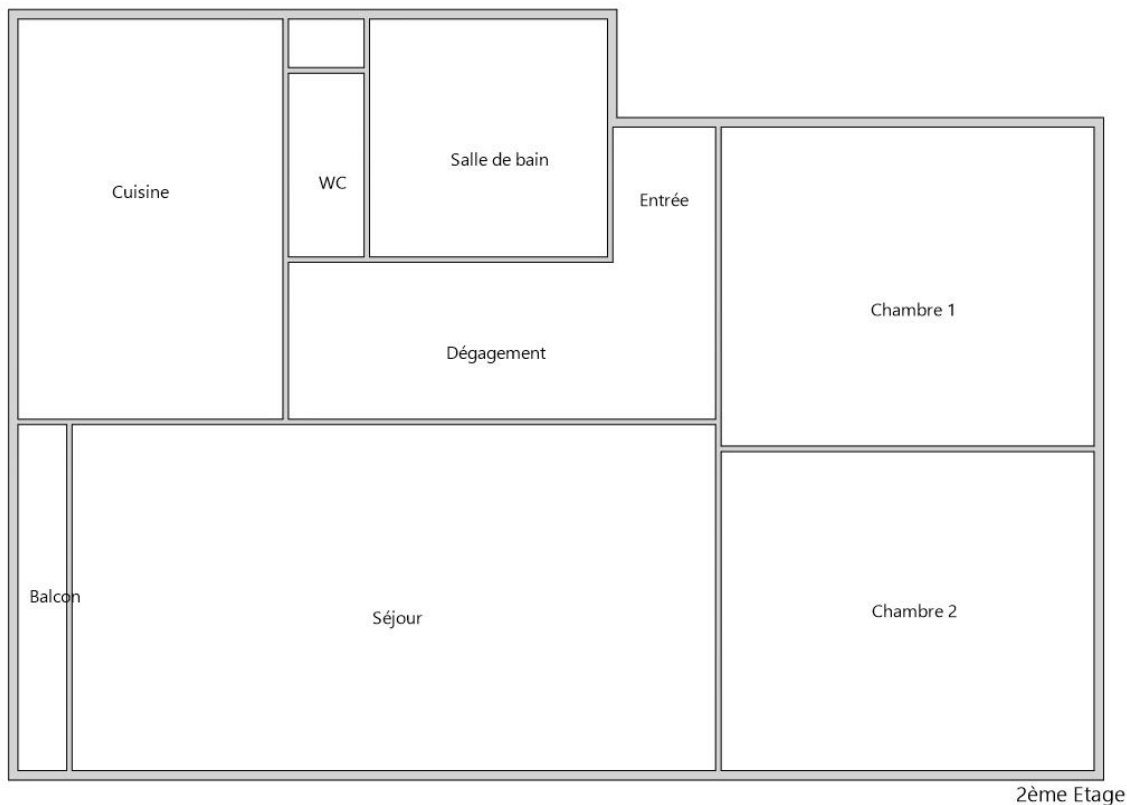 Salle de bain
WC
Cuisine
Entrée
Chambre 1
Dégagement
Balcon
Séjour
Chambre 2
2ème Etage